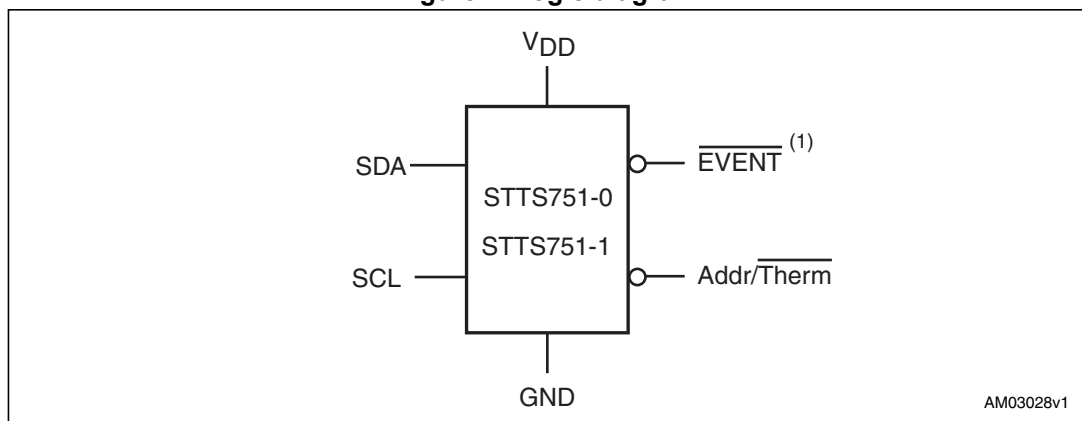 VDD
SDA
EVENT (1)
STTS751-0
STTS751-1
SCL
Addr/Therm
GND
AM03028v1